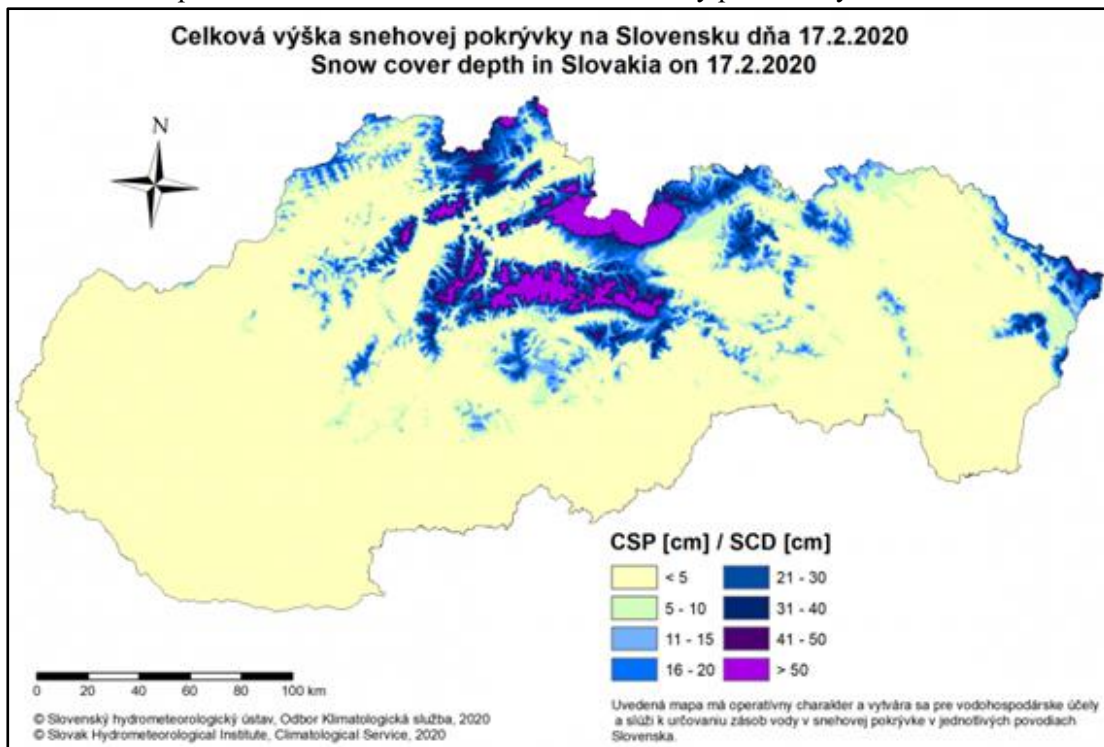 Celková výška snehovej pokrývky na Slovensku dňa 17.2.2020
Snow cover depth in Slovakia on 17.2.2020
N
CSP [cm] / SCD [cm]
< 5
5 - 10
11 - 15
16 - 20
21 - 30
31 - 40
41 - 50
> 50
0 20 40 60 80 100 km
© Slovenský hydrometeorologický ústav, Odbor Klimatologická služba, 2020
© Slovak Hydrometeorological Institute, Climatological Service, 2020
Uvedená mapa má operatívny charakter a vytvára sa pre vodohospodárske účely
a slúži k určovaniu zásob vody v snehovej pokrývke v jednotlivých povodiach
Slovenska.